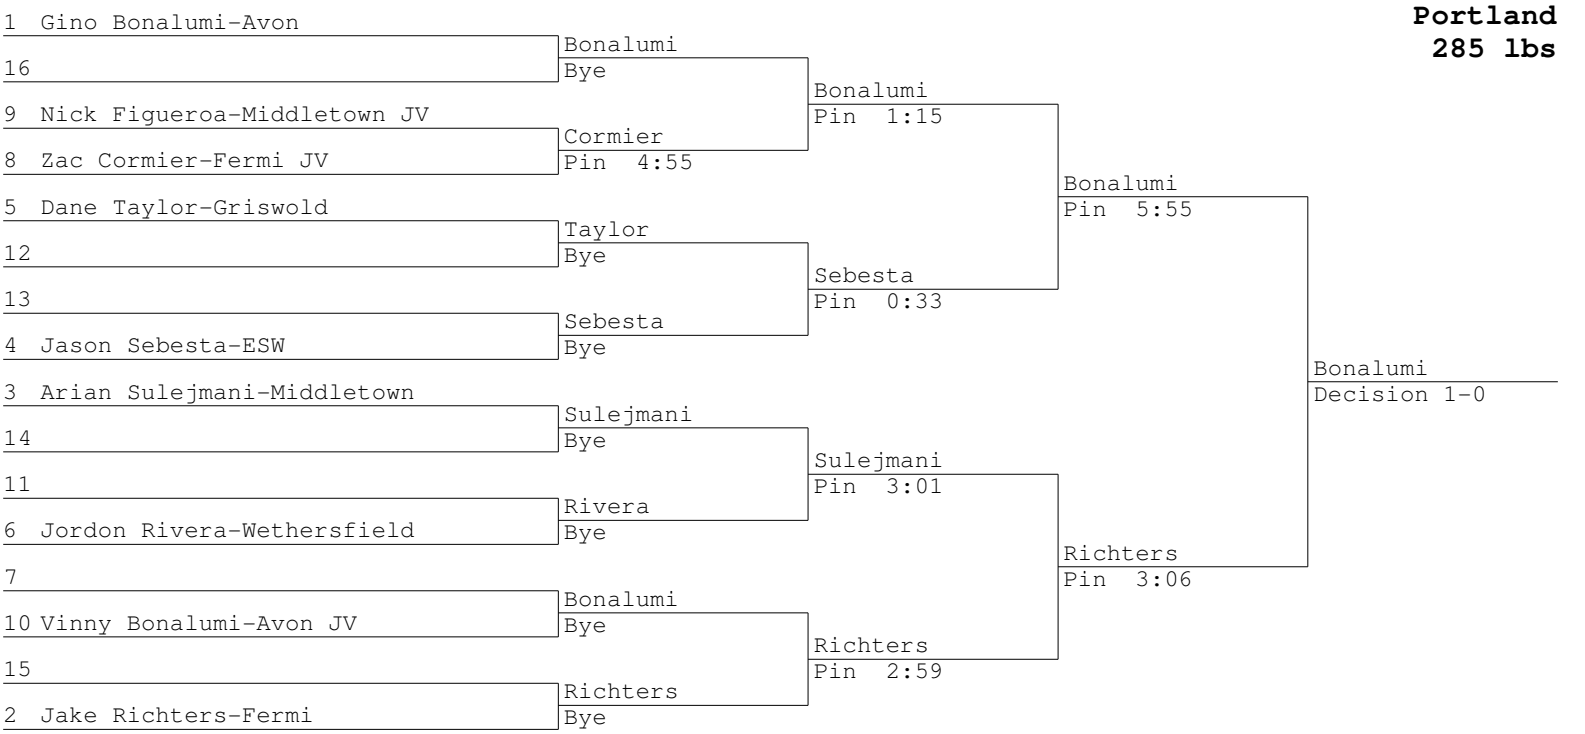 Portland
285 lbs
1 Gino Bonalumi-Avon
16
9 Nick Figueroa-Middletown JV
8 Zac Cormier-Fermi JV
5 Dane Taylor-Griswold
12
13
4 Jason Sebesta-ESW
3 Arian Sulejmani-Middletown
14
11
6 Jordon Rivera-Wethersfield
7
10 Vinny Bonalumi-Avon JV
15
2 Jake Richters-Fermi
Bonalumi
Bye
Cormier
Pin 4:55
Taylor
Bye
Sebesta
Bye
Sulejmani
Bye
Rivera
Bye
Bonalumi
Bye
Richters
Bye
Bonalumi
Pin 1:15
Sebesta
Pin 0:33
Sulejmani
Pin 3:01
Richters
Pin 2:59
Bonalumi
Pin 5:55
Richters
Pin 3:06
Bonalumi
Decision 1-0